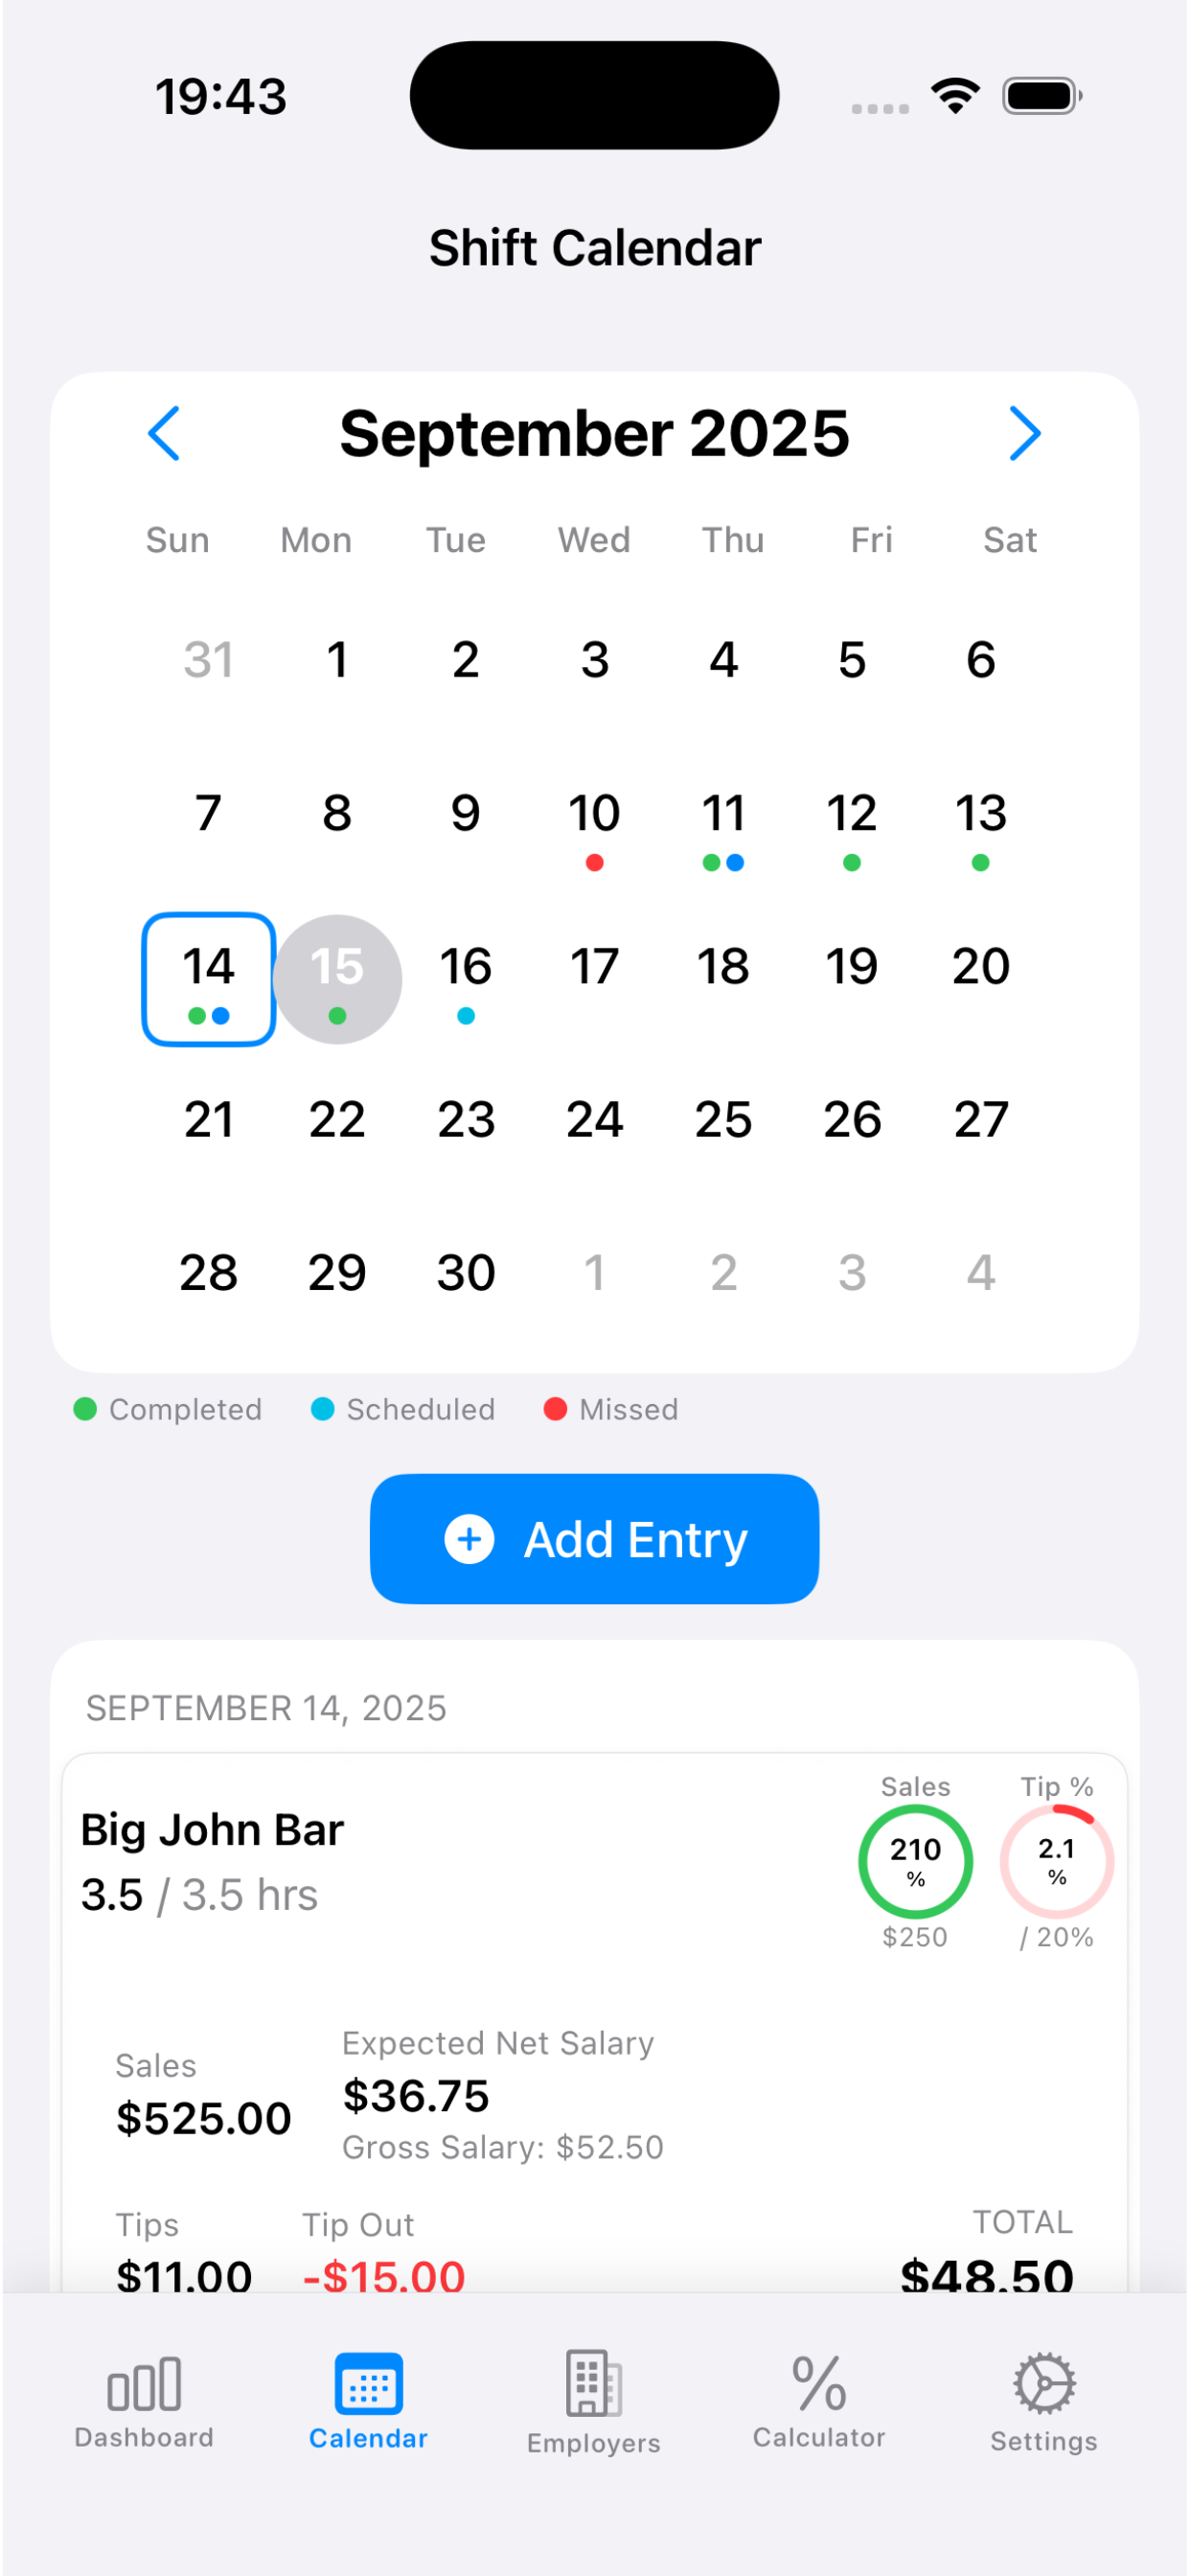 19:43
Shift Calendar
September 2025
Sun Mon Tue Wed Thu Fri Sat
31 1 2 3 4 5 6
7 8 9 10 11 12 13
14 15 16 17 18 19 20
21 22 23 24 25 26 27
28 29 30 1 2 3 4
Completed Scheduled Missed
Add Entry
SEPTEMBER 14, 2025
Sales Tip %
Big John Bar
210 % 2.1 %
3.5 / 3.5 hrs
$250 / 20%
Expected Net Salary
Sales
$36.75
$525.00
Gross Salary: $52.50
Tips Tip Out TOTAL
$11.00 -$15.00 $48.50
Dashboard Calendar Employers Calculator Settings